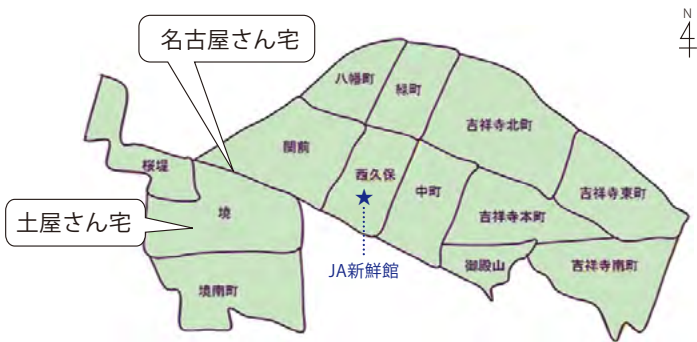 N
名古屋さん宅
八幡町
緑町
吉祥寺北町
関前
桜堤
西久保
中町
吉祥寺東町
境
土屋さん宅
吉祥寺本町
御殿山
吉祥寺南町
JA新鮮館
境南町